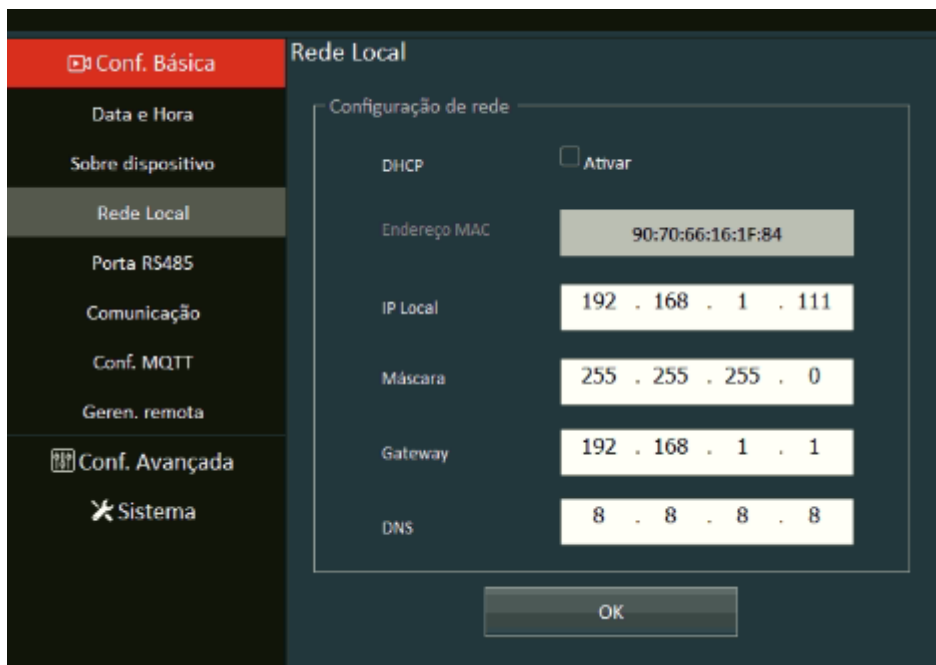 Conf. Básica
Data e Hora
Sobre dispositivo
Rede Local
Porta RS485
Comunicação
Conf. MQTT
Geren. remota
Conf. Avançada
Sistema
Rede Local
Configuração de rede
DHCP Ativar
Endereço MAC 90:70:66:16:1F:84
IP Local 192 . 168 . 1 . 111
Máscara 255 . 255 . 255 . 0
Gateway 192 . 168 . 1 . 1
DNS 8 . 8 . 8 . 8
OK